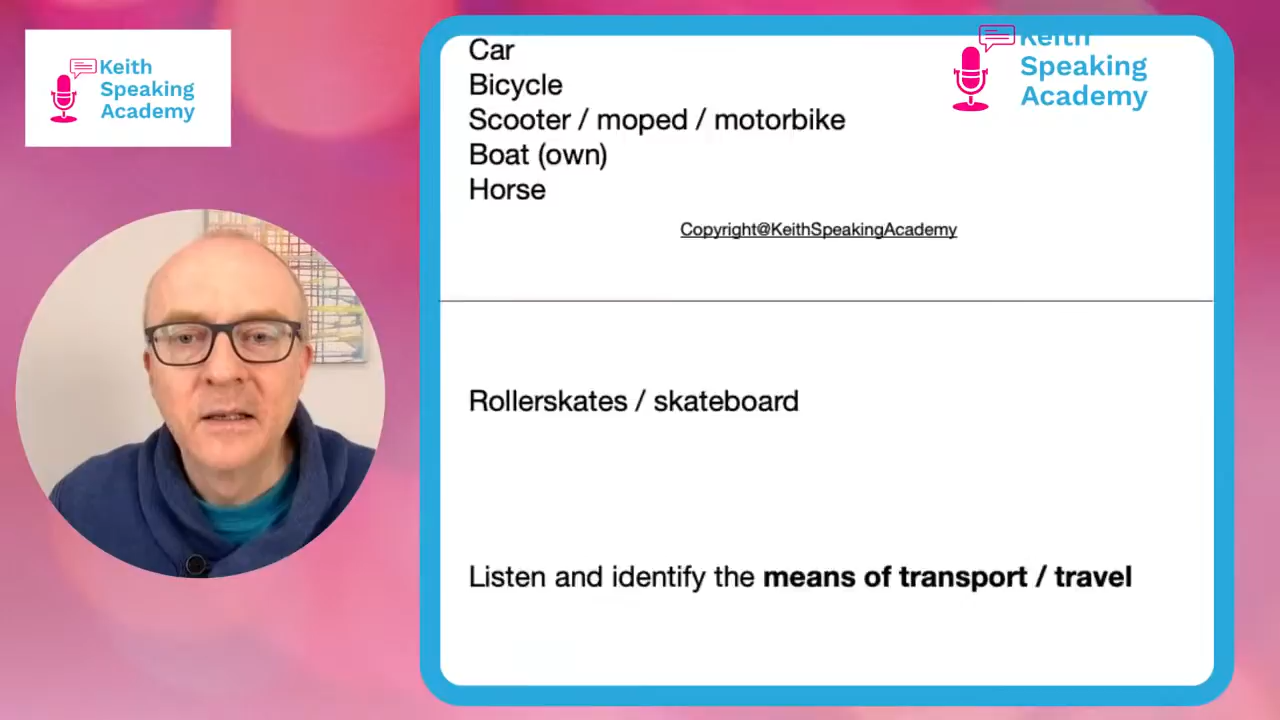 Keith
Speaking
Academy
Car
Bicycle
Scooter / moped / motorbike
Boat (own)
Horse
Copyright@KeithSpeakingAcademy
Keith
Speaking
Academy
Rollerskates / skateboard
Listen and identify the means of transport / travel